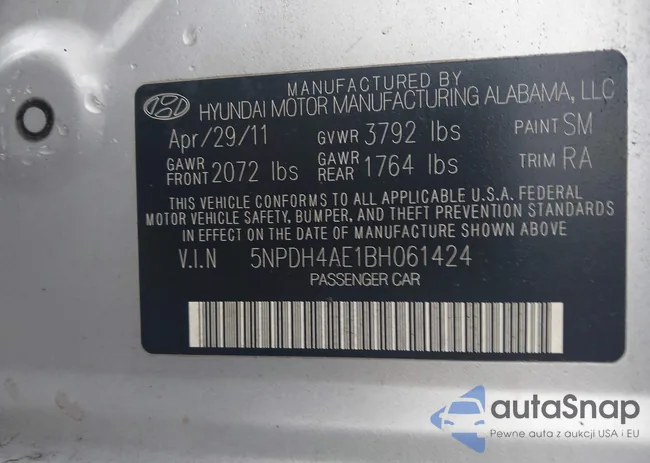 MANUFACTURED BY
HYUNDAI MOTOR MANUFACTURING ALABAMA, LLC
Apr/29/11 GVWR 3792 lbs PAINT SM
GAWR FRONT 2072 lbs GAWR REAR 1764 lbs TRIM RA
THIS VEHICLE CONFORMS TO ALL APPLICABLE U.S.A. FEDERAL
MOTOR VEHICLE SAFETY, BUMPER, AND THEFT PREVENTION STANDARDS
IN EFFECT ON THE DATE OF MANUFACTURE SHOWN ABOVE.
V.I.N 5NPDH4AE1BH061424
PASSENGER CAR
autaSnap
Pewne auta z aukcji USA i EU